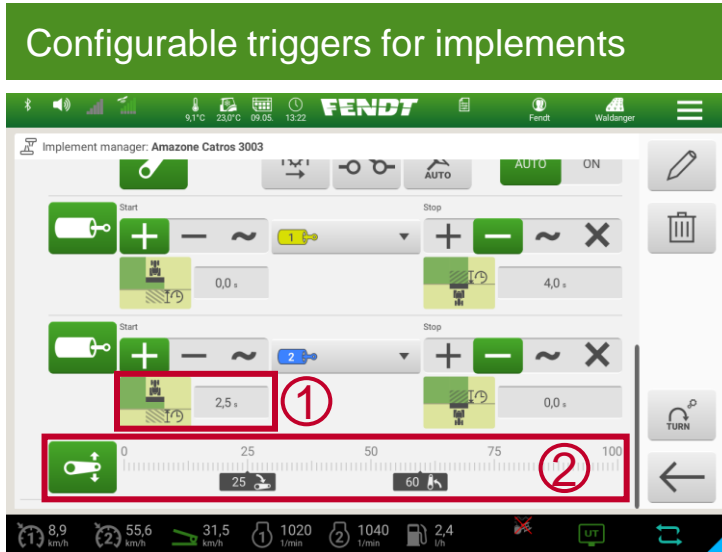 Configurable triggers for implements
9,1°C 23,0°C 09.05. 13:22 FENDT Fendt Waldanger
Implement manager: Amazone Catros 3003
AUTO AUTO ON
Start Stop
1
0,0 s 4,0 s
Start Stop
2
2,5 s 0,0 s
1
TURN
0 25 50 75 100
2
25 60
1 8,9 km/h 2 55,6 km/h 31,5 km/h 1 1020 1/min 2 1040 1/min 2,4 l/h UT